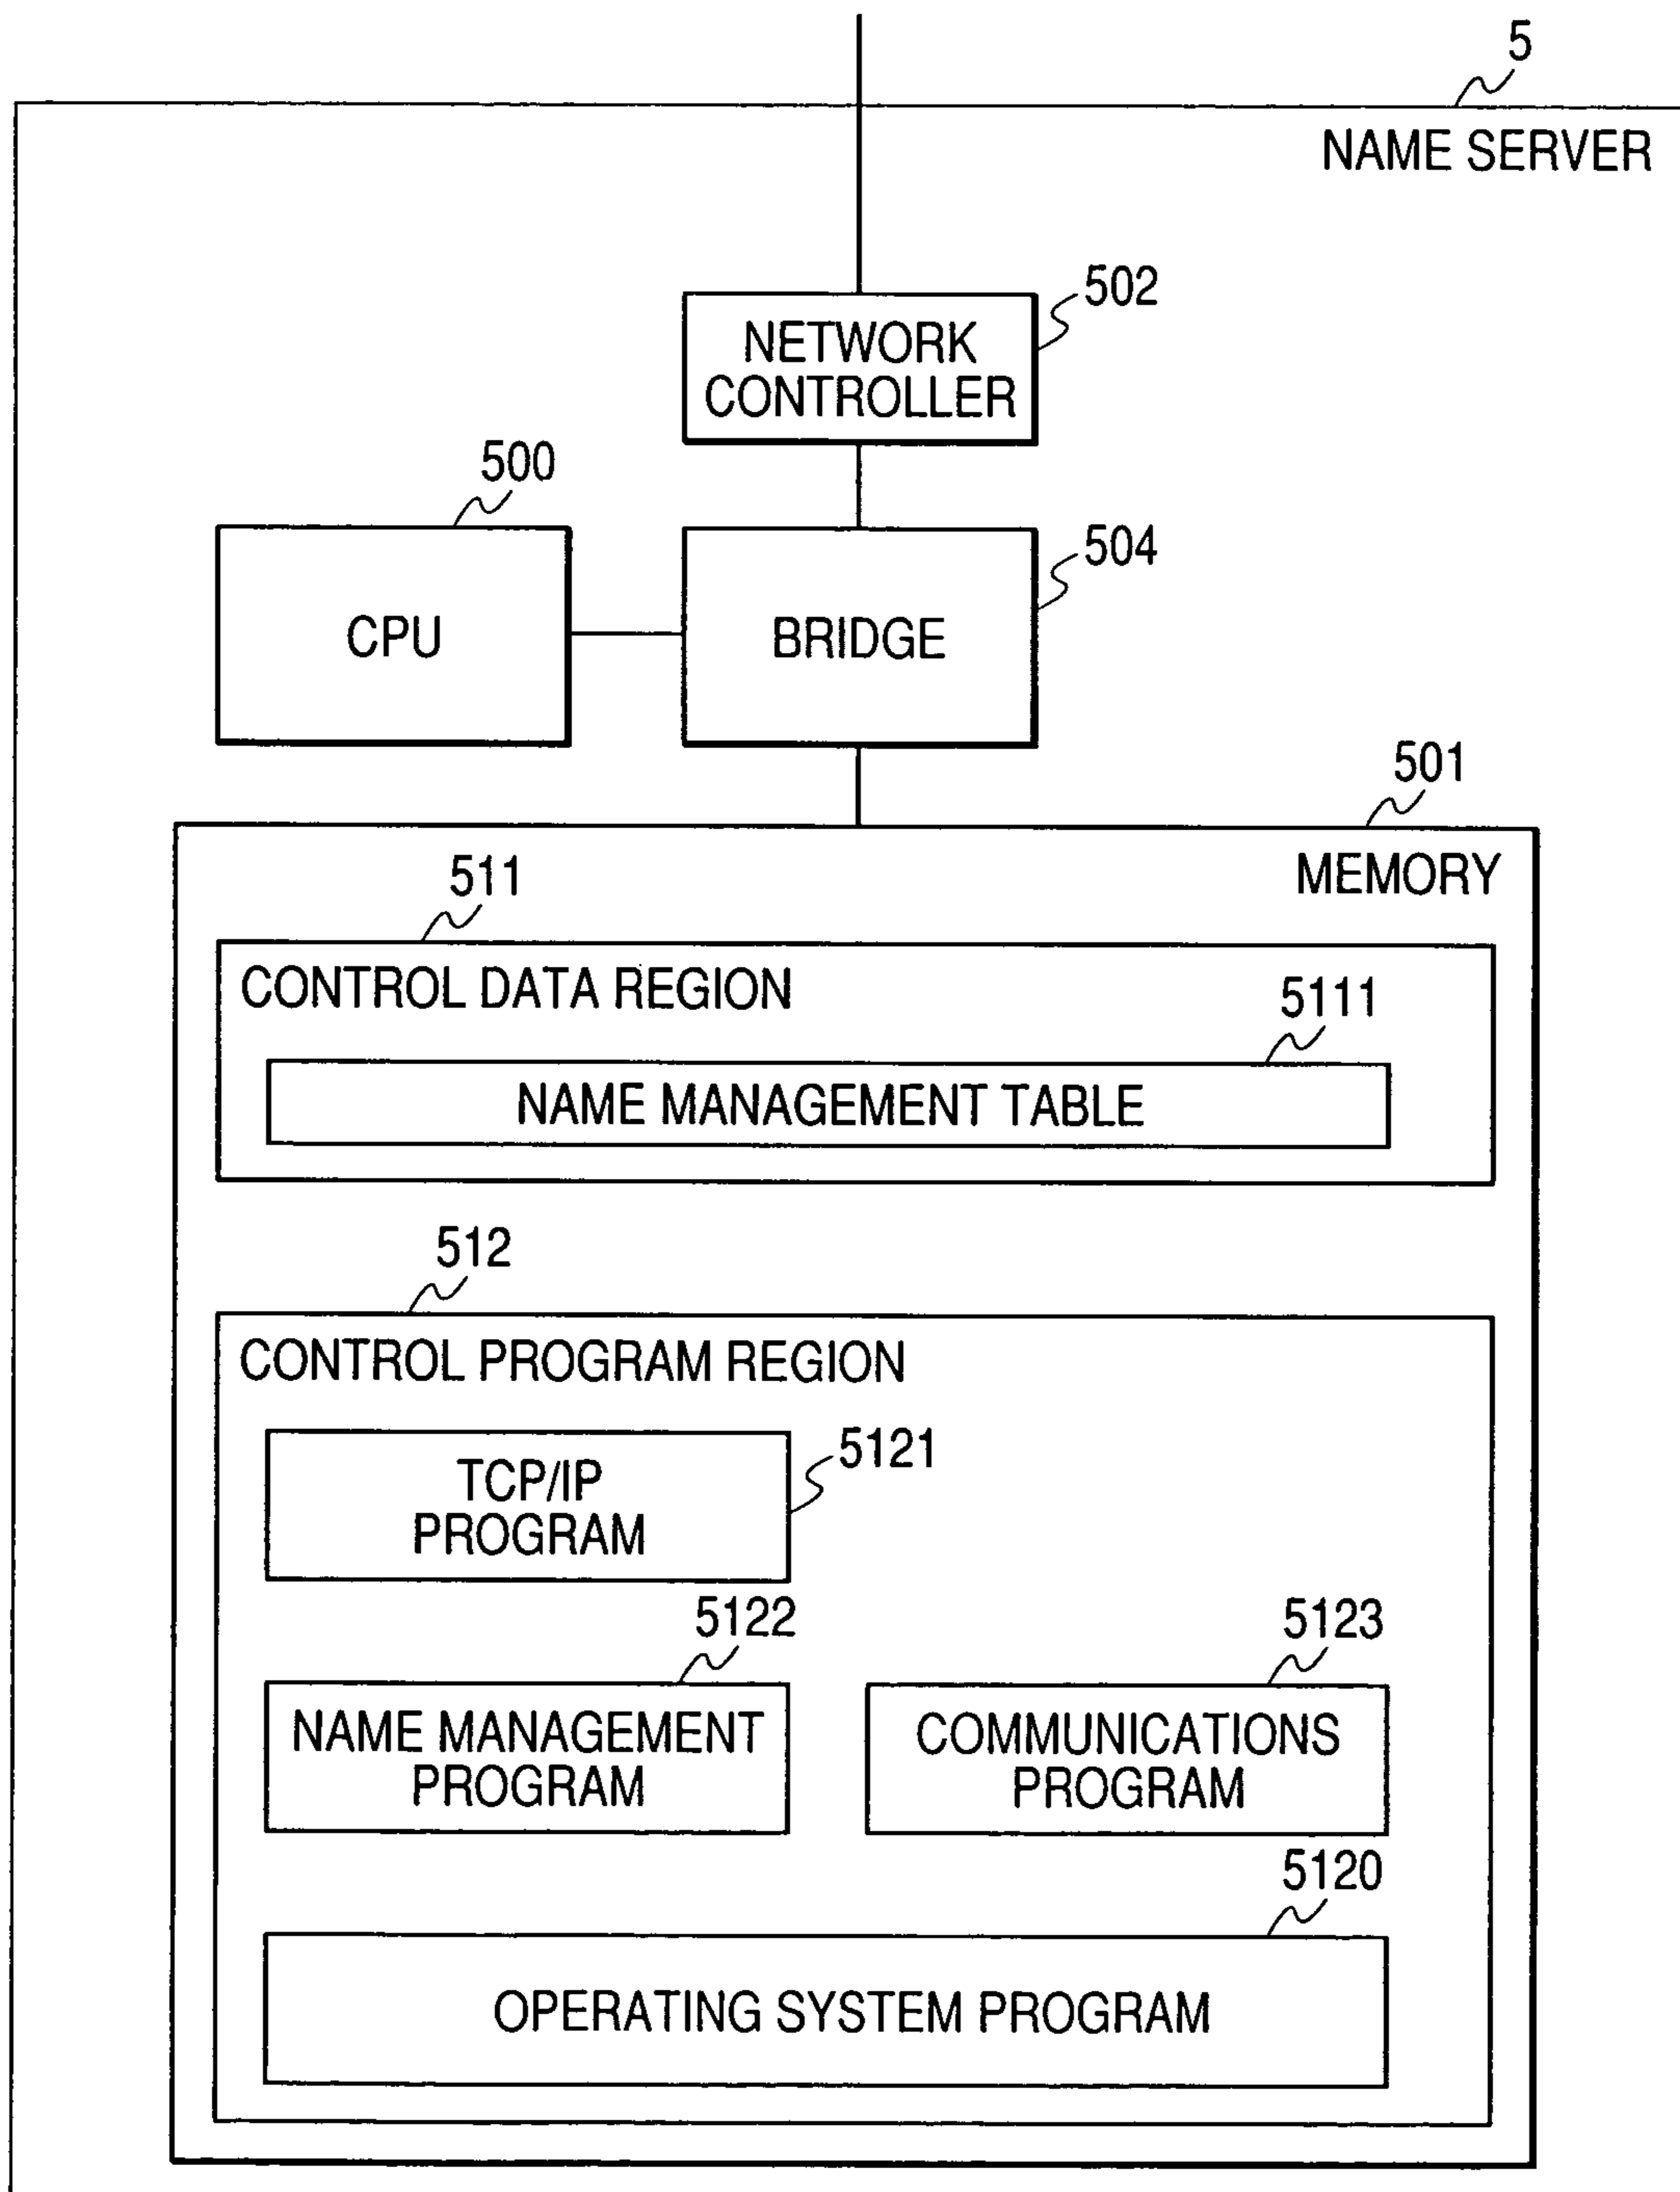 5
NAME SERVER
502
NETWORK
CONTROLLER
500
504
CPU
BRIDGE
501
MEMORY
511
CONTROL DATA REGION
5111
NAME MANAGEMENT TABLE
512
CONTROL PROGRAM REGION
TCP/IP
PROGRAM
5121
5122
NAME MANAGEMENT
PROGRAM
5123
COMMUNICATIONS
PROGRAM
5120
OPERATING SYSTEM PROGRAM